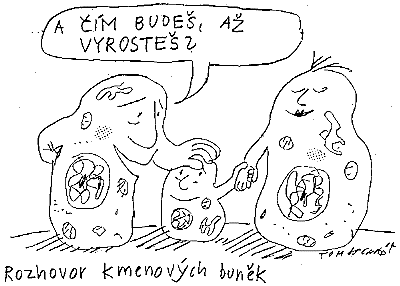 A ČÍM BUDEŠ, AŽ
VYROSTEŠ?
Rozhovor kmenových buněk